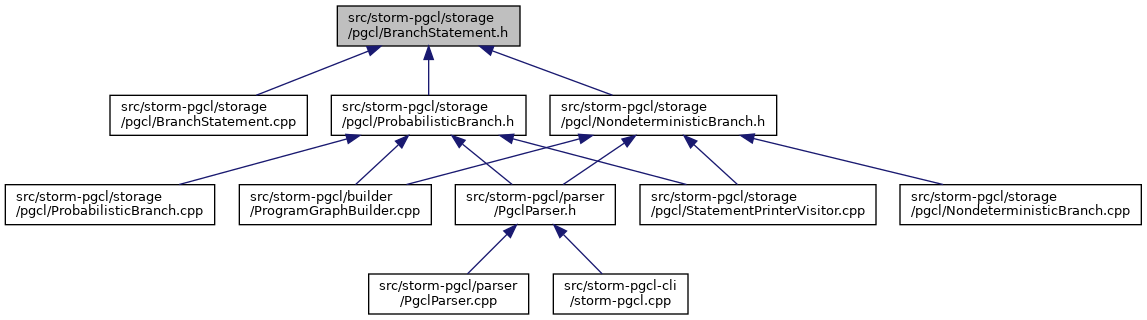 src/storm-pgcl/storage
/pgcl/BranchStatement.h
src/storm-pgcl/storage
/pgcl/BranchStatement.cpp
src/storm-pgcl/storage
/pgcl/ProbabilisticBranch.h
src/storm-pgcl/storage
/pgcl/NondeterministicBranch.h
src/storm-pgcl/storage
/pgcl/ProbabilisticBranch.cpp
src/storm-pgcl/builder
/ProgramGraphBuilder.cpp
src/storm-pgcl/parser
/PgclParser.h
src/storm-pgcl/storage
/pgcl/StatementPrinterVisitor.cpp
src/storm-pgcl/storage
/pgcl/NondeterministicBranch.cpp
src/storm-pgcl/parser
/PgclParser.cpp
src/storm-pgcl-cli
/storm-pgcl.cpp